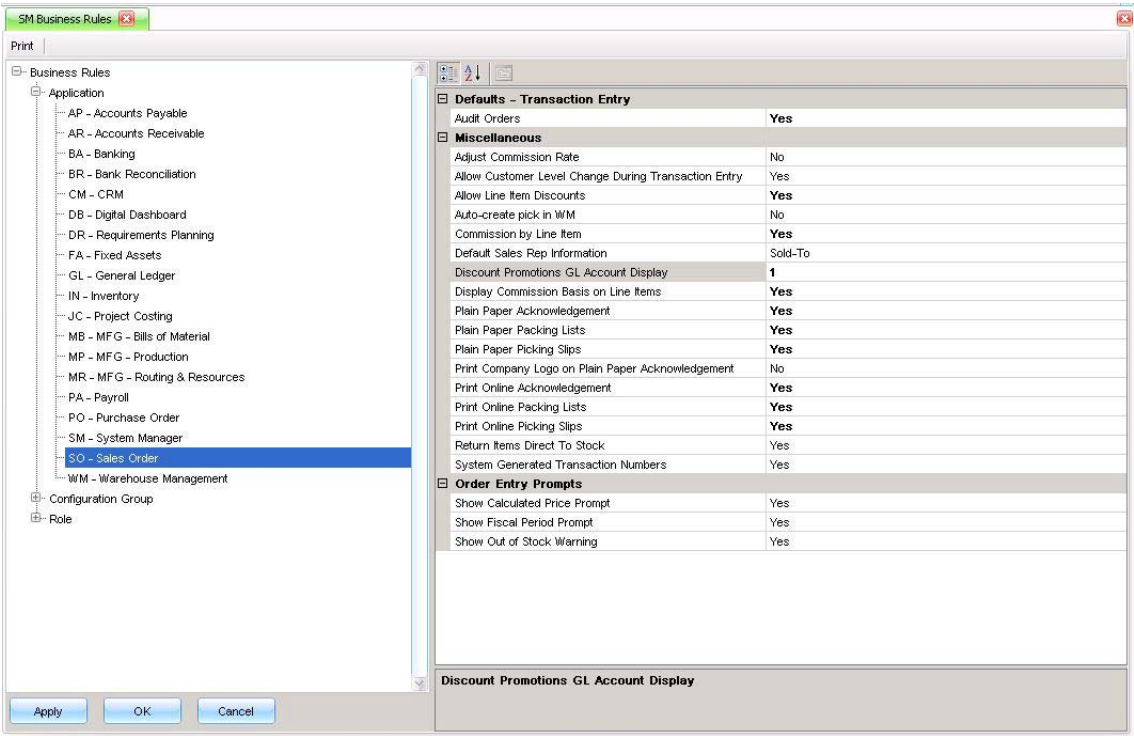 SM Business Rules
Print
Business Rules
Application
AP - Accounts Payable
AR - Accounts Receivable
BA - Banking
BR - Bank Reconciliation
CM - CRM
DB - Digital Dashboard
DR - Requirements Planning
FA - Fixed Assets
GL - General Ledger
IN - Inventory
JC - Project Costing
MB - MFG - Bills of Material
MP - MFG - Production
MR - MFG - Routing & Resources
PA - Payroll
PO - Purchase Order
SM - System Manager
SO - Sales Order
WM - Warehouse Management
Configuration Group
Role
Apply OK Cancel
Defaults - Transaction Entry
Audit Orders Yes
Miscellaneous
Adjust Commission Rate No
Allow Customer Level Change During Transaction Entry Yes
Allow Line Item Discounts Yes
Auto-create pick in WM No
Commission by Line Item Yes
Default Sales Rep Information Sold-To
Discount Promotions GL Account Display 1
Display Commission Basis on Line Items Yes
Plain Paper Acknowledgement Yes
Plain Paper Packing Lists Yes
Plain Paper Picking Slips Yes
Print Company Logo on Plain Paper Acknowledgement No
Print Online Acknowledgement Yes
Print Online Packing Lists Yes
Print Online Picking Slips Yes
Return Items Direct To Stock Yes
System Generated Transaction Numbers Yes
Order Entry Prompts
Show Calculated Price Prompt Yes
Show Fiscal Period Prompt Yes
Show Out of Stock Warning Yes
Discount Promotions GL Account Display